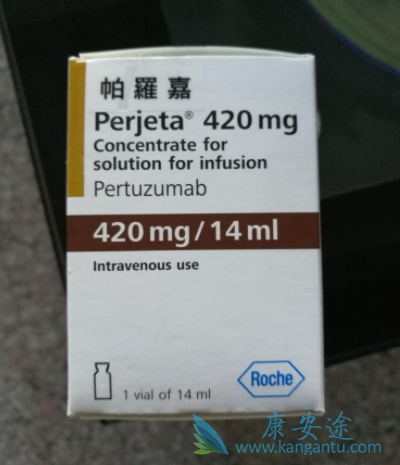 帕羅嘉
Perjeta® 420 mg
Concentrate for
solution for infusion
Pertuzumab
420 mg/14 ml
Intravenous use
1 vial of 14 ml
Roche
康安途
www.kangantu.com